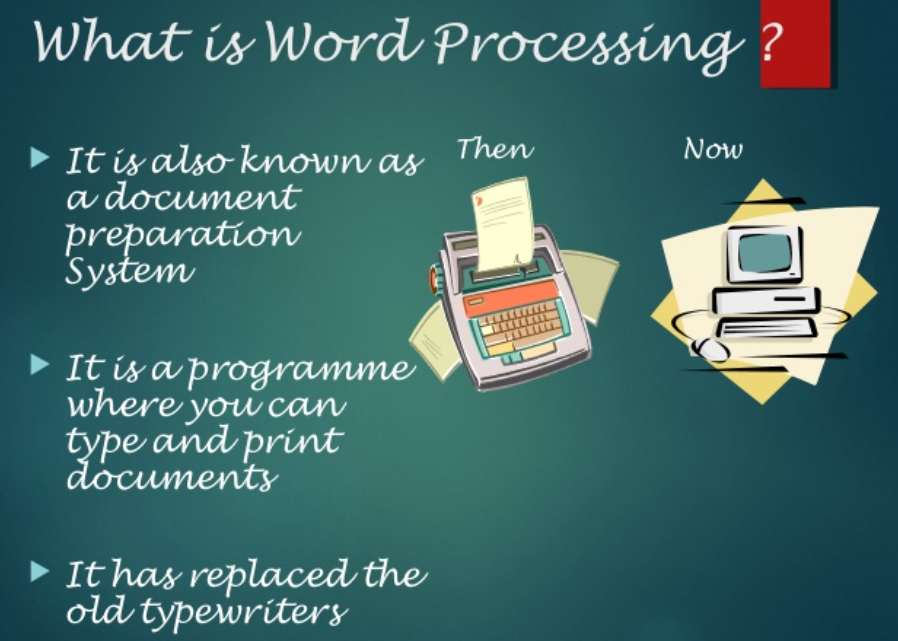 What is Word Processing ?
It is also known as
a document
preparation
System
It is a programme
where you can
type and print
documents
It has replaced the
old typewriters
Then
Now